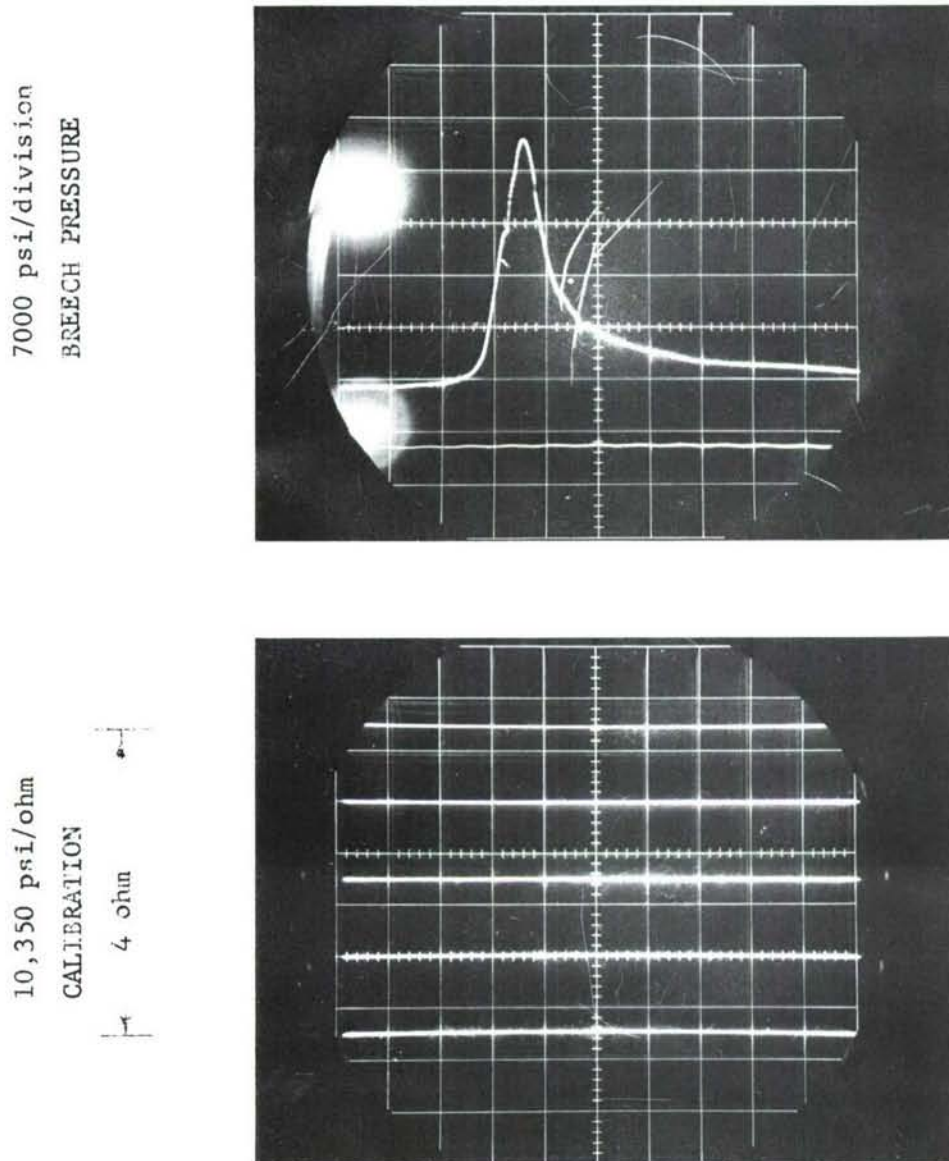 7000 psi/division
BREECH PRESSURE
10,350 psi/ohm
CALIBRATION
4 ohm